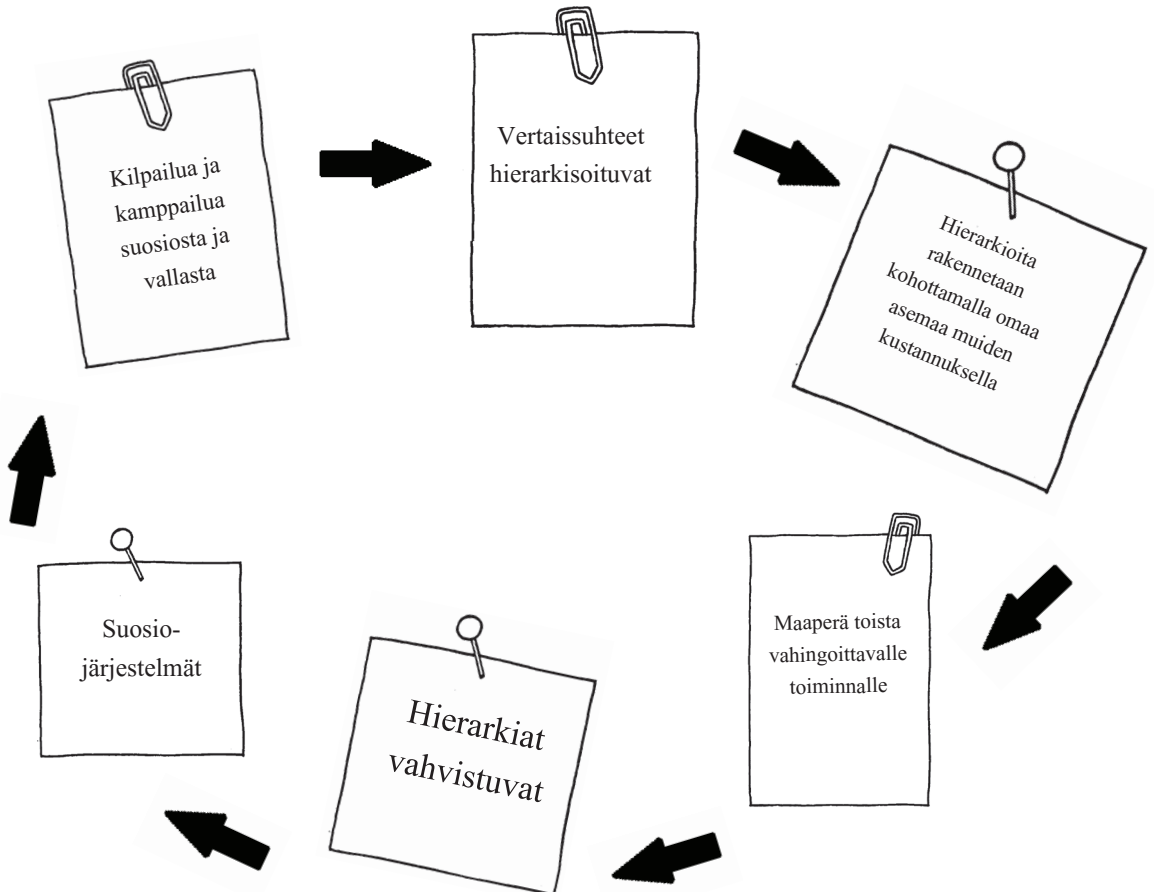 Kilpailua ja
kamppailua
suosiosta ja
vallasta
Vertaissuhteet
hierarkisoituvat
Hierarkioita
rakennetaan
kohottamalla omaa
asemaa muiden
kustannuksella
Maaperä toista
vahingoittavalle
toiminnalle
Hierarkiat
vahvistuvat
Suosio-
järjestelmät